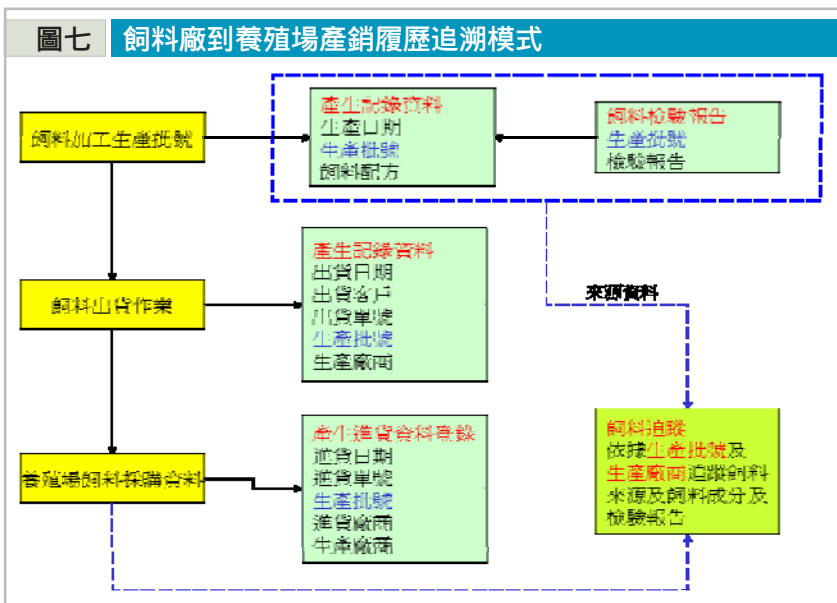 圖七 飼料廠到養殖場產銷履歷追溯模式
飼料加工生產批號
產生記錄資料
生產日期
生產批號
飼料配方
飼料檢驗報告
生產批號
檢驗報告
飼料出貨作業
產生記錄資料
出貨日期
出貨客戶
出貨單號
生產批號
生產廠商
來源資料
養殖場飼料採購資料
產生進貨資料登錄
進貨日期
進貨單號
生產批號
進貨廠商
生產廠商
飼料追蹤
依據生產批號及
生產廠商追蹤飼料
來源及飼料成分及
檢驗報告